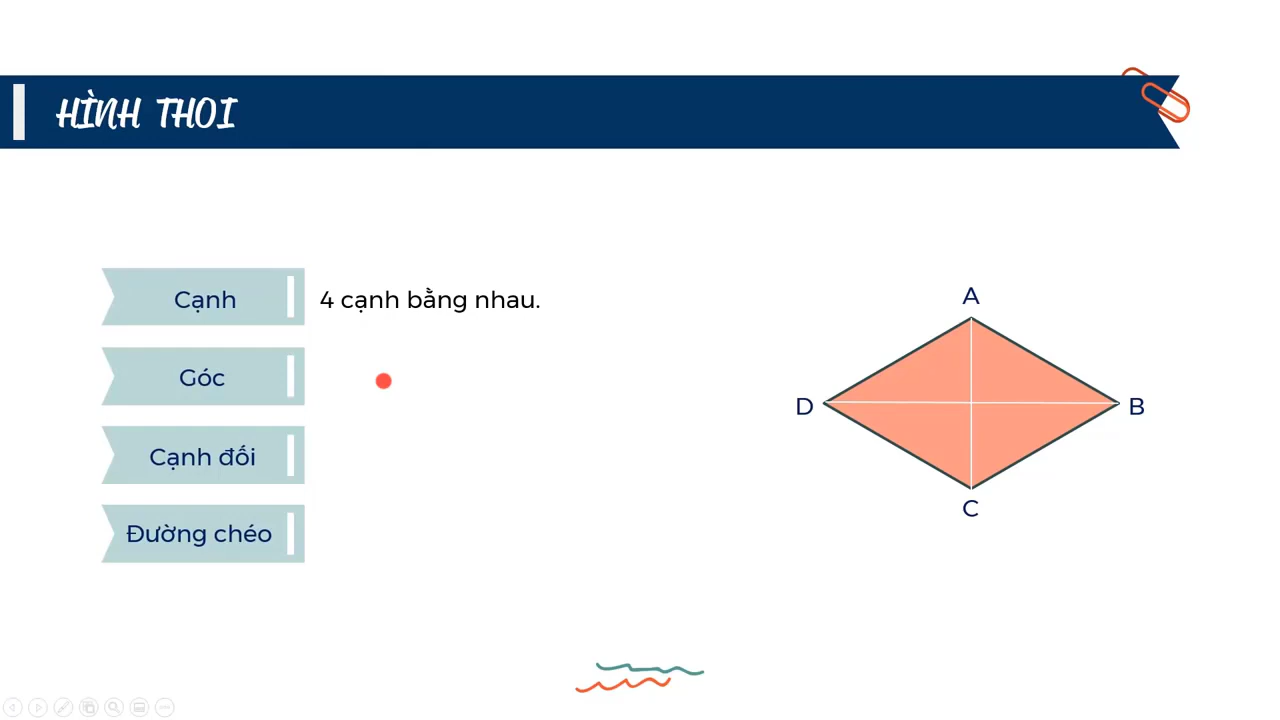 HÌNH THOI
Cạnh
4 cạnh bằng nhau.
Góc
Cạnh đối
Đường chéo
A
D
B
C